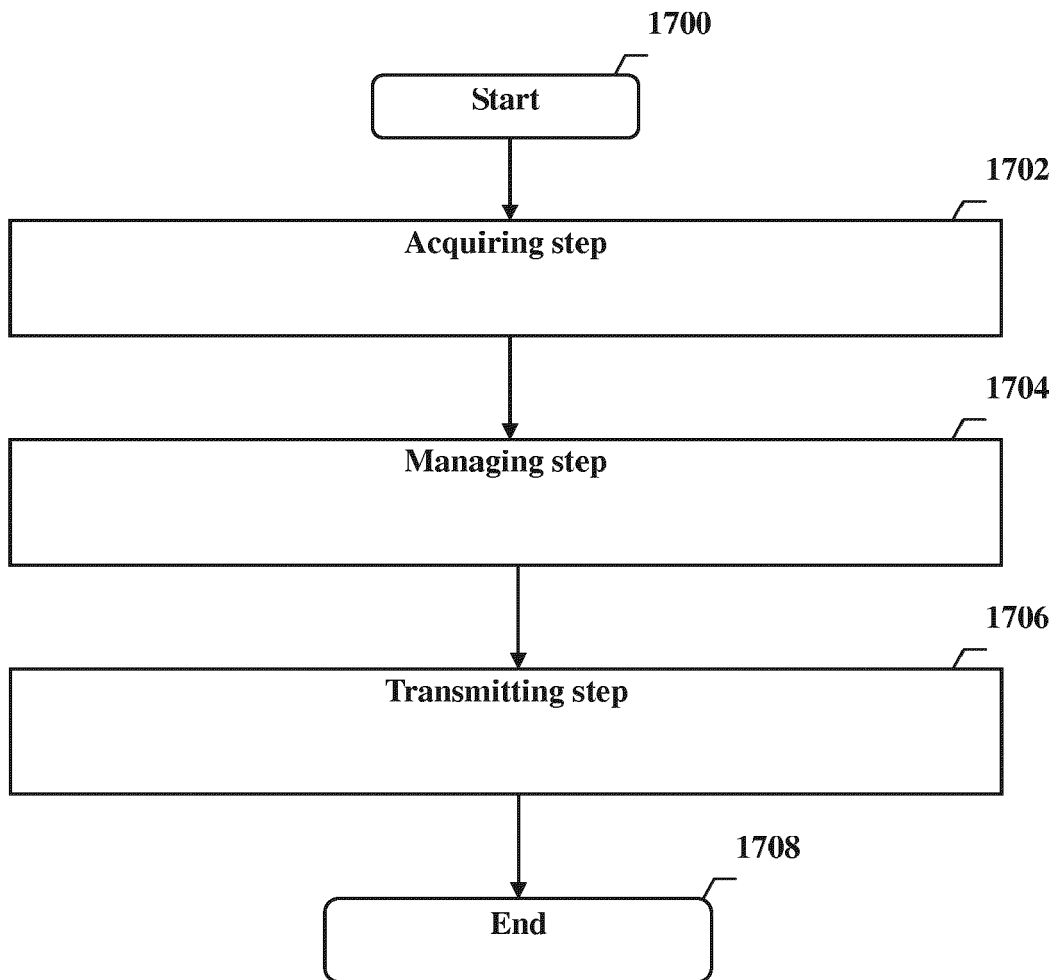 1700
Start
1702
Acquiring step
1704
Managing step
1706
Transmitting step
1708
End